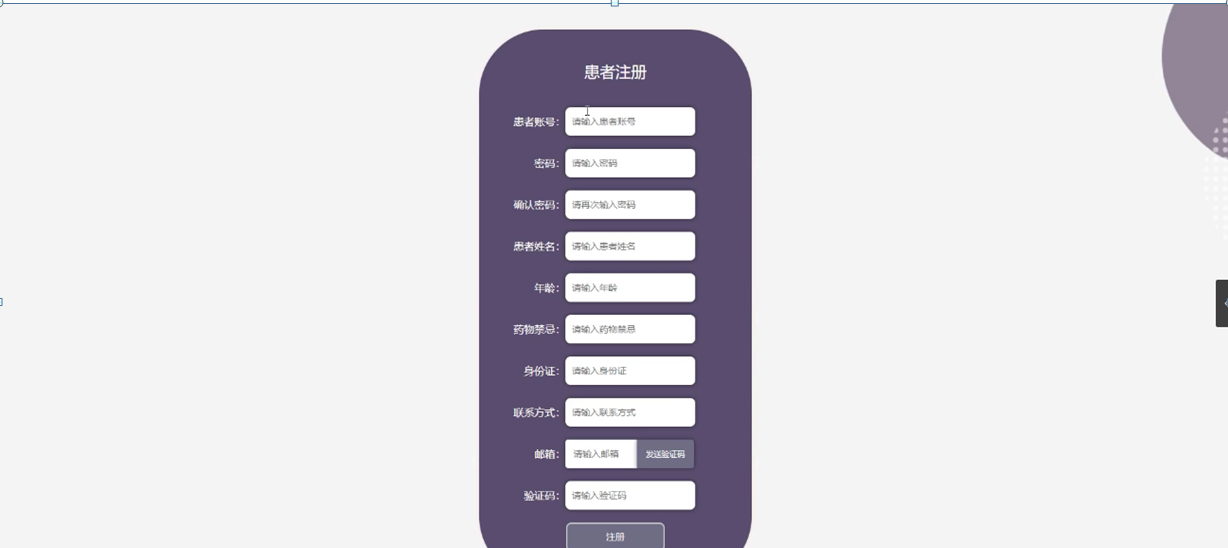 患者注册
患者账号: 请输入患者账号
密码: 请输入密码
确认密码: 请再次输入密码
患者姓名: 请输入患者姓名
年龄: 请输入年龄
药物禁忌: 请输入药物禁忌
身份证: 请输入身份证
联系方式: 请输入联系方式
邮箱: 请输入邮箱 发送验证码
验证码: 请输入验证码
注册